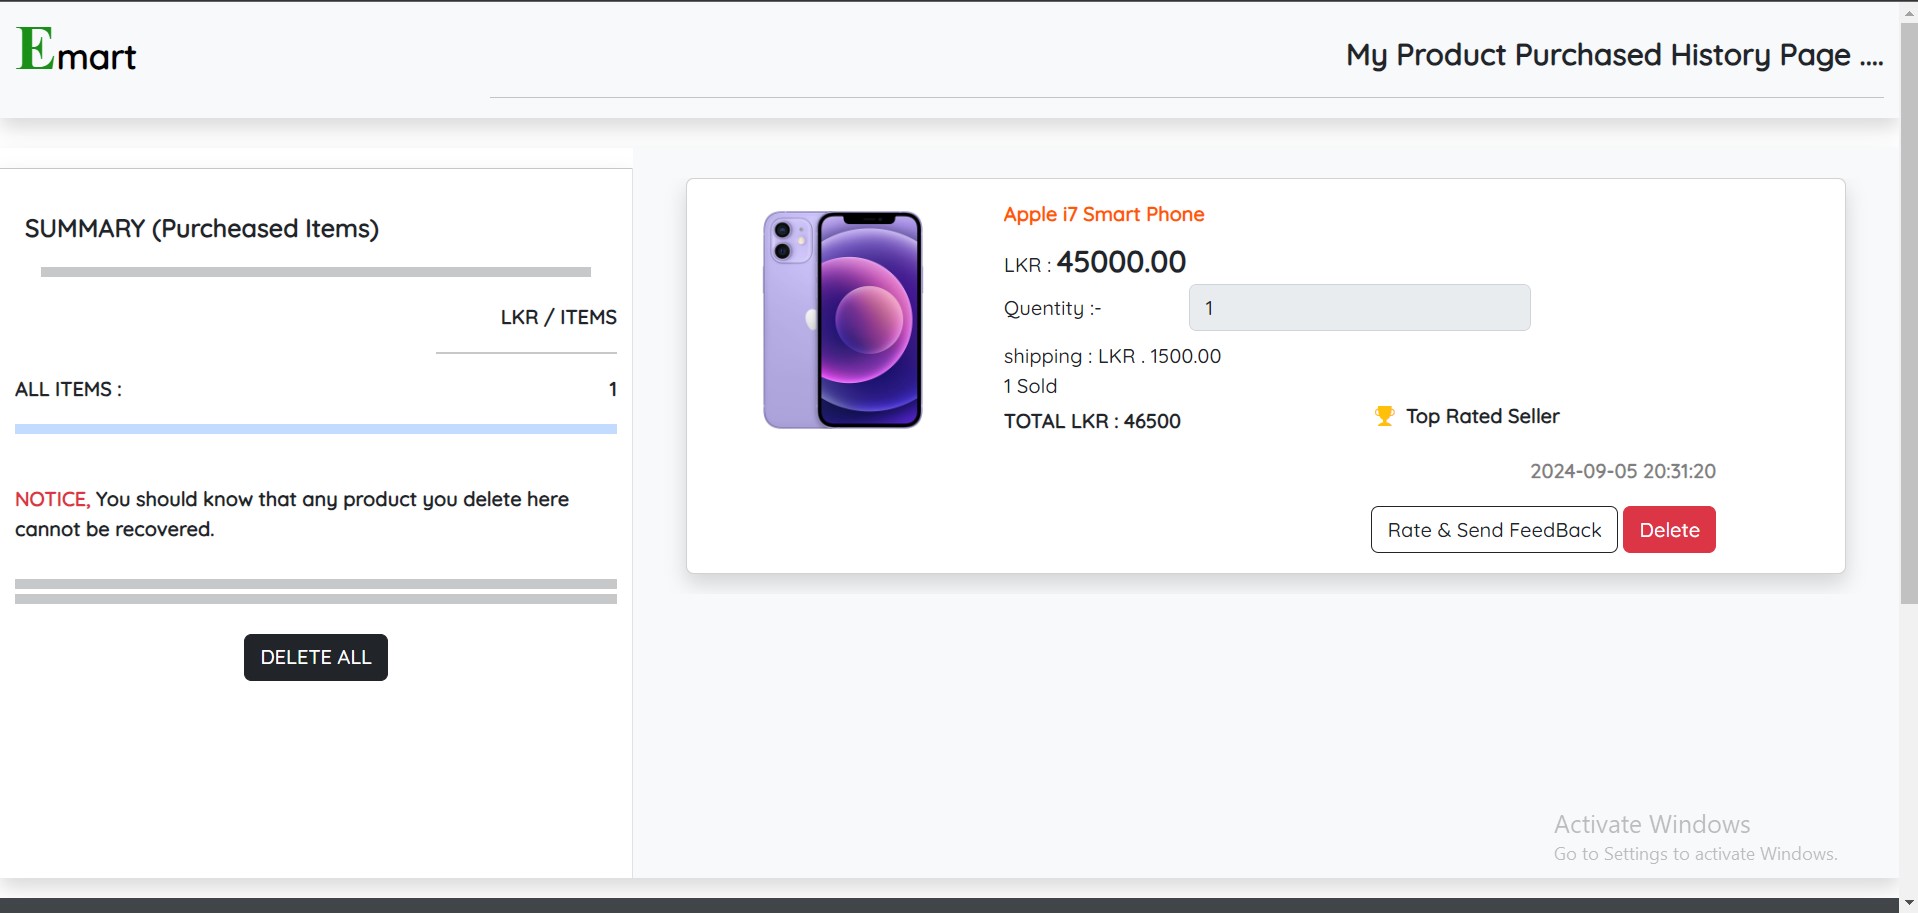 Emart
My Product Purchased History Page ....
SUMMARY (Purcheased Items)
LKR / ITEMS
ALL ITEMS :
1
NOTICE, You should know that any product you delete here
cannot be recovered.
DELETE ALL
Apple i7 Smart Phone
LKR : 45000.00
Quentity :-
1
shipping : LKR . 1500.00
1 Sold
TOTAL LKR : 46500
Top Rated Seller
2024-09-05 20:31:20
Rate & Send FeedBack
Delete
Activate Windows
Go to Settings to activate Windows.